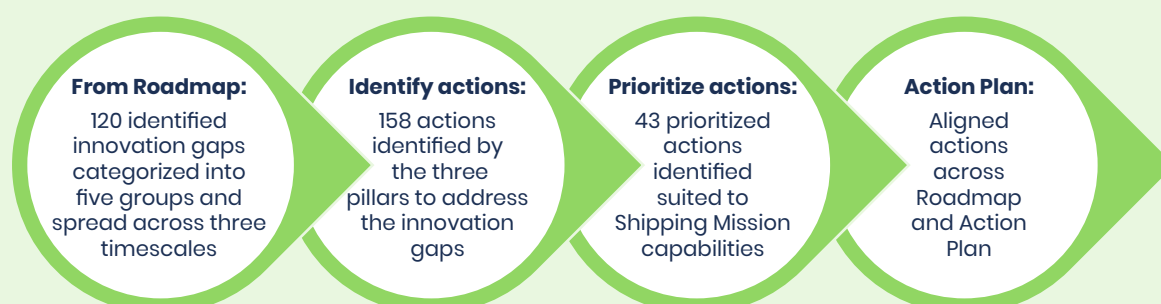 From Roadmap:
120 identified
innovation gaps
categorized into
five groups and
spread across three
timescales
Identify actions:
158 actions
identified by
the three
pillars to address
the innovation
gaps
Prioritize actions:
43 prioritized
actions
identified
suited to
Shipping Mission
capabilities
Action Plan:
Aligned
actions
across
Roadmap
and Action
Plan